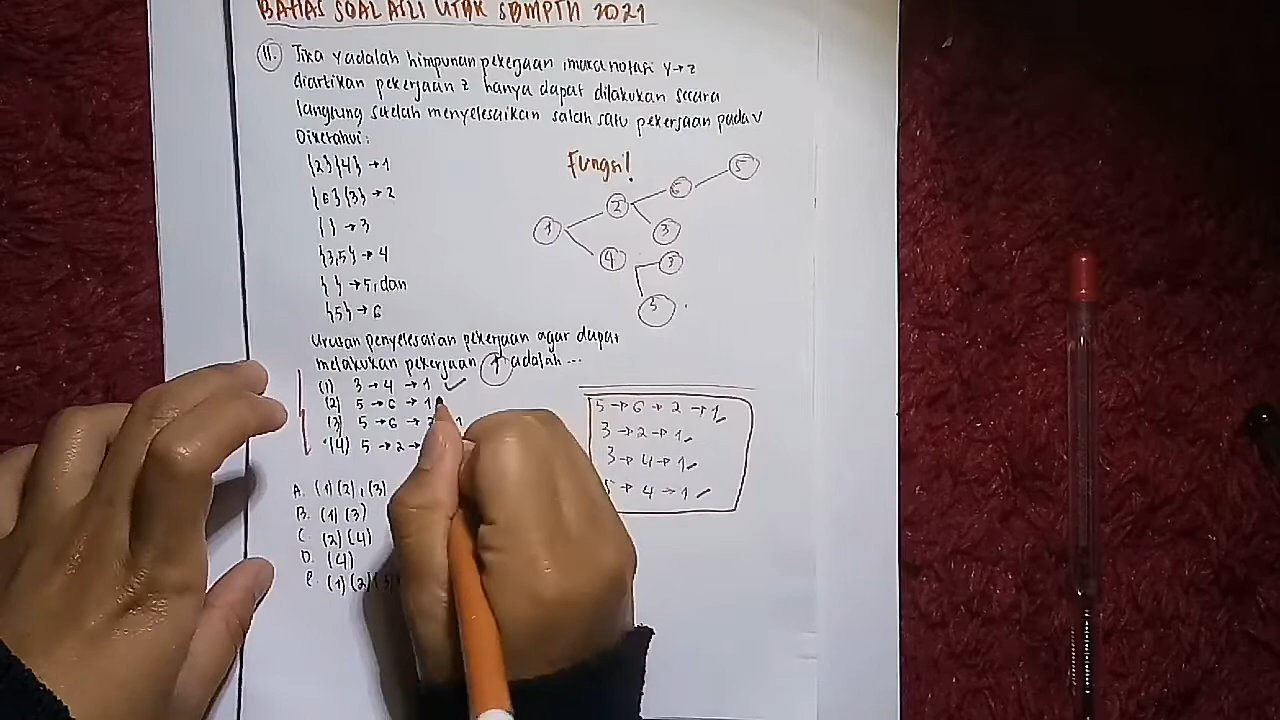 BAHAS SOAL ASLI UTBK SBMPTN 2021
11. Jika Y adalah himpunan pekerjaan, maka notasi Y→Z
diartikan pekerjaan Z hanya dapat dilakukan secara
langsung setelah menyelesaikan salah satu pekerjaan pada Y
Diketahui:
{2}{4} → 1
{6}{3} → 2
{ } → 3
{3,5} → 4
{ } → 5, dan
{5} → 6
Fungsi!
5
6
2
1
3
4
3
Urutan penyelesaian pekerjaan agar dapat
melakukan pekerjaan 1 adalah ...
(1) 3 → 4 → 1
(2) 5 → 6 → 1
(3) 5 → 6 → 2 1
(4) 5 → 2 →
5 → 6 → 2 → 1
3 → 2 → 1
3 → 4 → 1
5 → 4 → 1
A. (1) (2), (3)
B. (1) (3)
C. (2) (4)
D. (4)
E. (1) (2) (3)